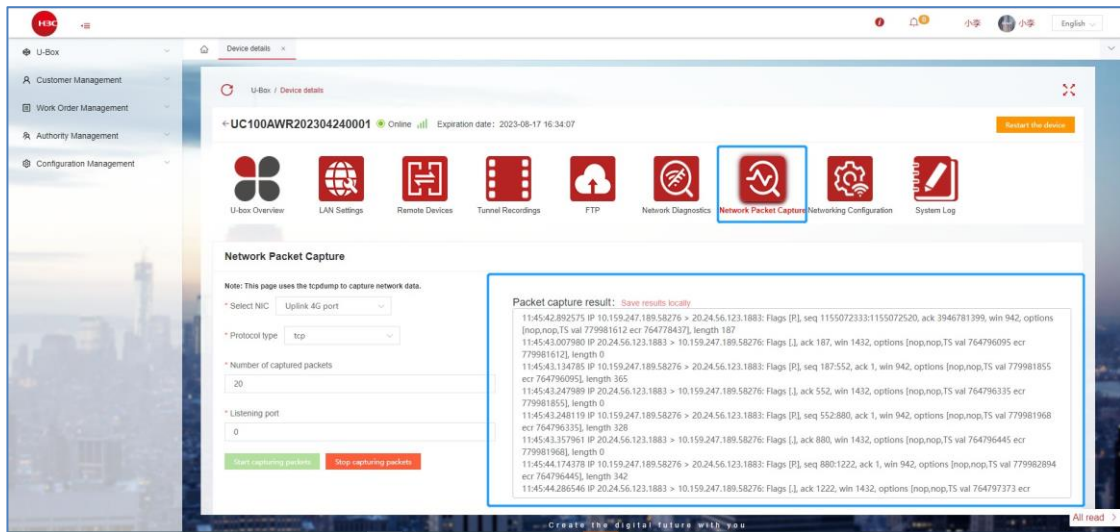 H3C
小李
小李
English
U-Box
Customer Management
Work Order Management
Authority Management
Configuration Management
Device details ×
U-Box / Device details
←UC100AWR202304240001 Online Expiration date: 2023-08-17 16:34:07
Restart the device
U-box Overview
LAN Settings
Remote Devices
Tunnel Recordings
FTP
Network Diagnostics
Network Packet Capture
Networking Configuration
System Log
Network Packet Capture
Note: This page uses the tcpdump to capture network data.
* Select NIC Uplink 4G port
* Protocol type tcp
* Number of captured packets
20
* Listening port
0
Start capturing packets Stop capturing packets
Packet capture result: Save results locally
11:45:42.892575 IP 10.159.247.189.58276 > 20.24.56.123.1883: Flags [P.], seq 1155072333:1155072520, ack 3946781399, win 942, options
[nop,nop,TS val 779981612 ecr 764778437], length 187
11:45:43.007980 IP 20.24.56.123.1883 > 10.159.247.189.58276: Flags [.], ack 187, win 1432, options [nop,nop,TS val 764796095 ecr
779981612], length 0
11:45:43.134785 IP 10.159.247.189.58276 > 20.24.56.123.1883: Flags [P.], seq 187:552, ack 1, win 942, options [nop,nop,TS val 779981855
ecr 764796095], length 365
11:45:43.247989 IP 20.24.56.123.1883 > 10.159.247.189.58276: Flags [.], ack 552, win 1432, options [nop,nop,TS val 764796335 ecr
779981855], length 0
11:45:43.248119 IP 10.159.247.189.58276 > 20.24.56.123.1883: Flags [P.], seq 552:880, ack 1, win 942, options [nop,nop,TS val 779981968
ecr 764796335], length 328
11:45:43.357961 IP 20.24.56.123.1883 > 10.159.247.189.58276: Flags [.], ack 880, win 1432, options [nop,nop,TS val 764796445 ecr
779981968], length 0
11:45:44.174378 IP 10.159.247.189.58276 > 20.24.56.123.1883: Flags [P.], seq 880:1222, ack 1, win 942, options [nop,nop,TS val 779982894
ecr 764796445], length 342
11:45:44.286546 IP 20.24.56.123.1883 > 10.159.247.189.58276: Flags [.], ack 1222, win 1432, options [nop,nop,TS val 764797373 ecr
Create the digital future with you
All read